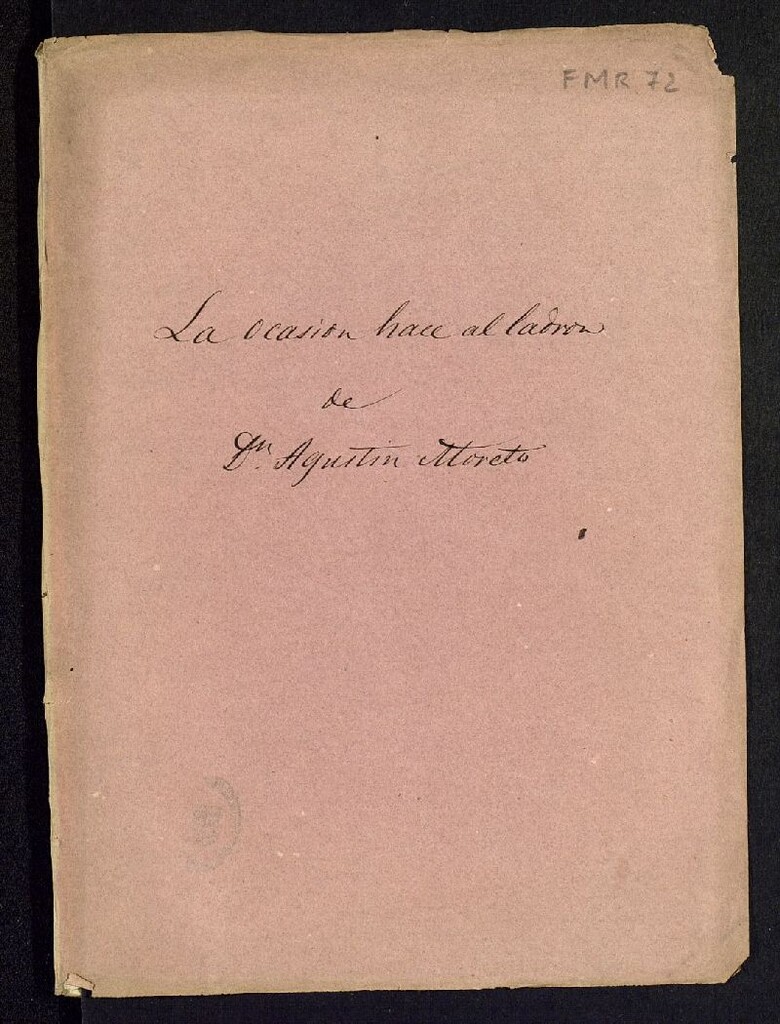 FMR 72
La ocasion hace al ladron
de
Dn. Agustin Moreto